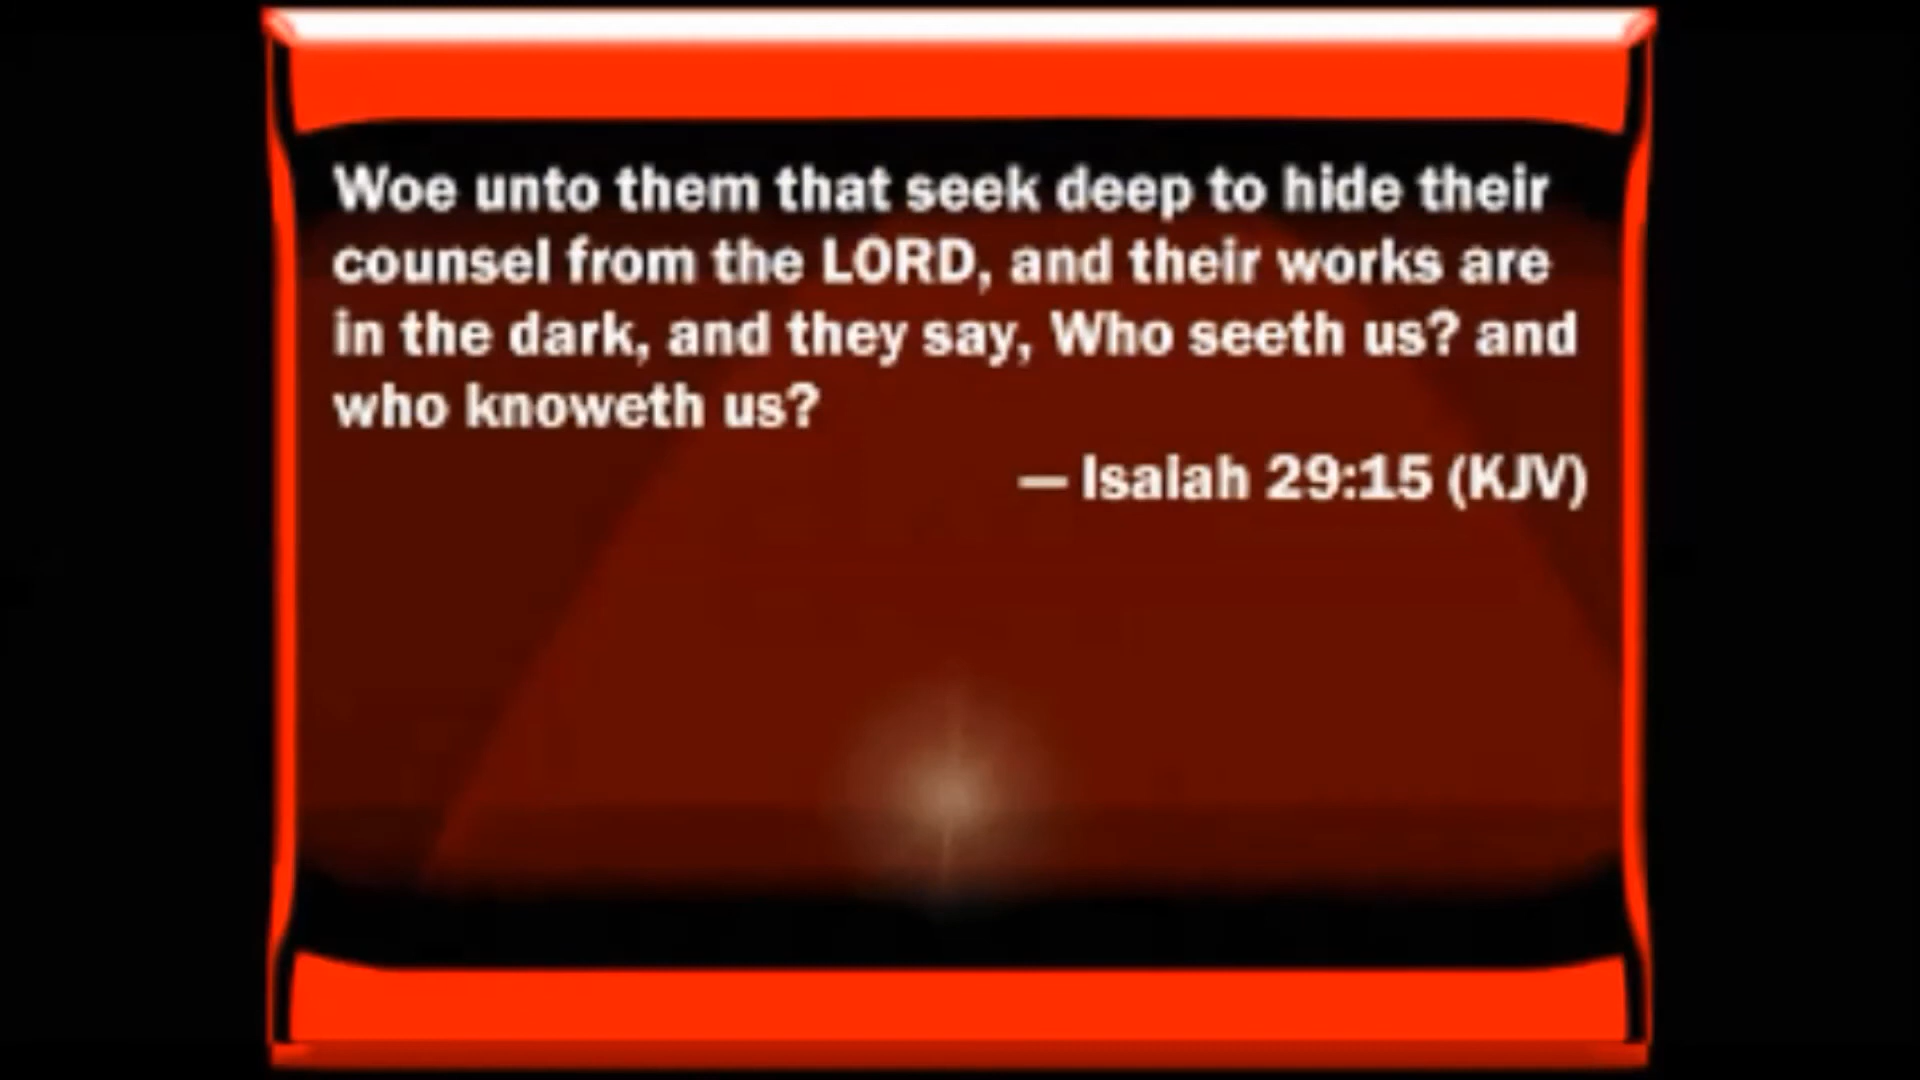 Woe unto them that seek deep to hide their
counsel from the LORD, and their works are
in the dark, and they say, Who seeth us? and
who knoweth us?
— Isaiah 29:15 (KJV)